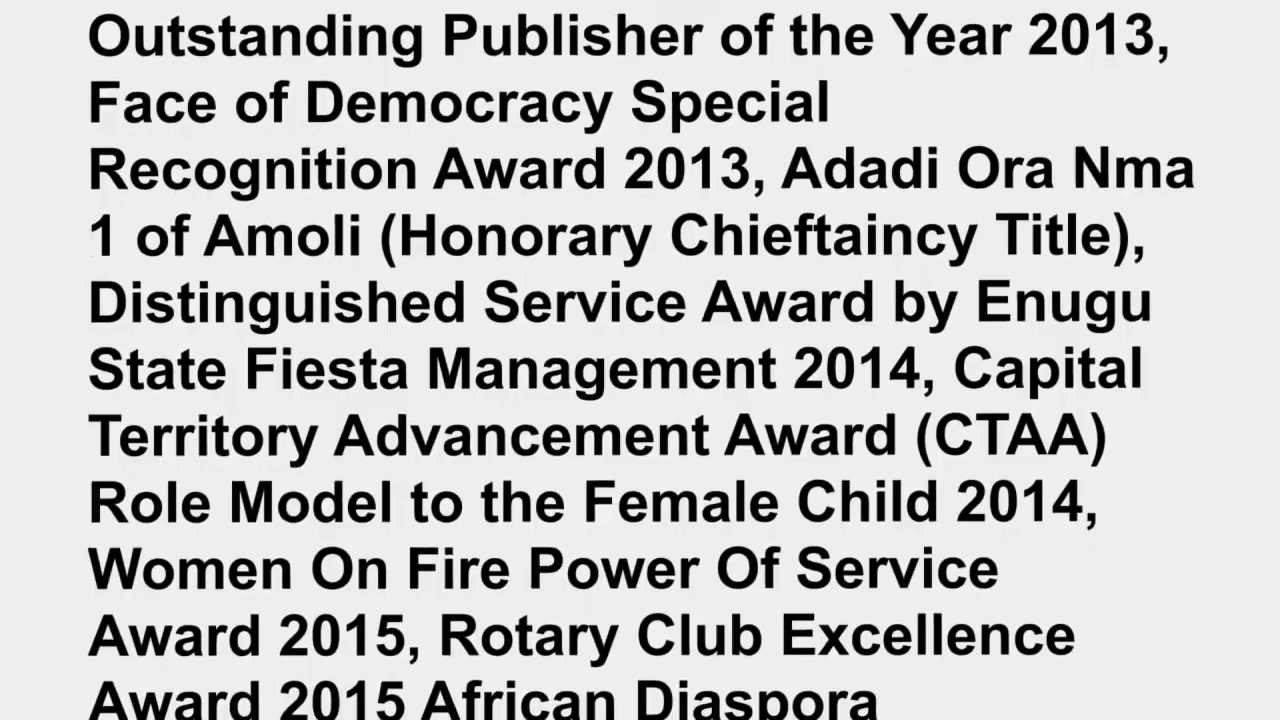 Outstanding Publisher of the Year 2013,
Face of Democracy Special
Recognition Award 2013, Adadi Ora Nma
1 of Amoli (Honorary Chieftaincy Title),
Distinguished Service Award by Enugu
State Fiesta Management 2014, Capital
Territory Advancement Award (CTAA)
Role Model to the Female Child 2014,
Women On Fire Power Of Service
Award 2015, Rotary Club Excellence
Award 2015 African Diaspora